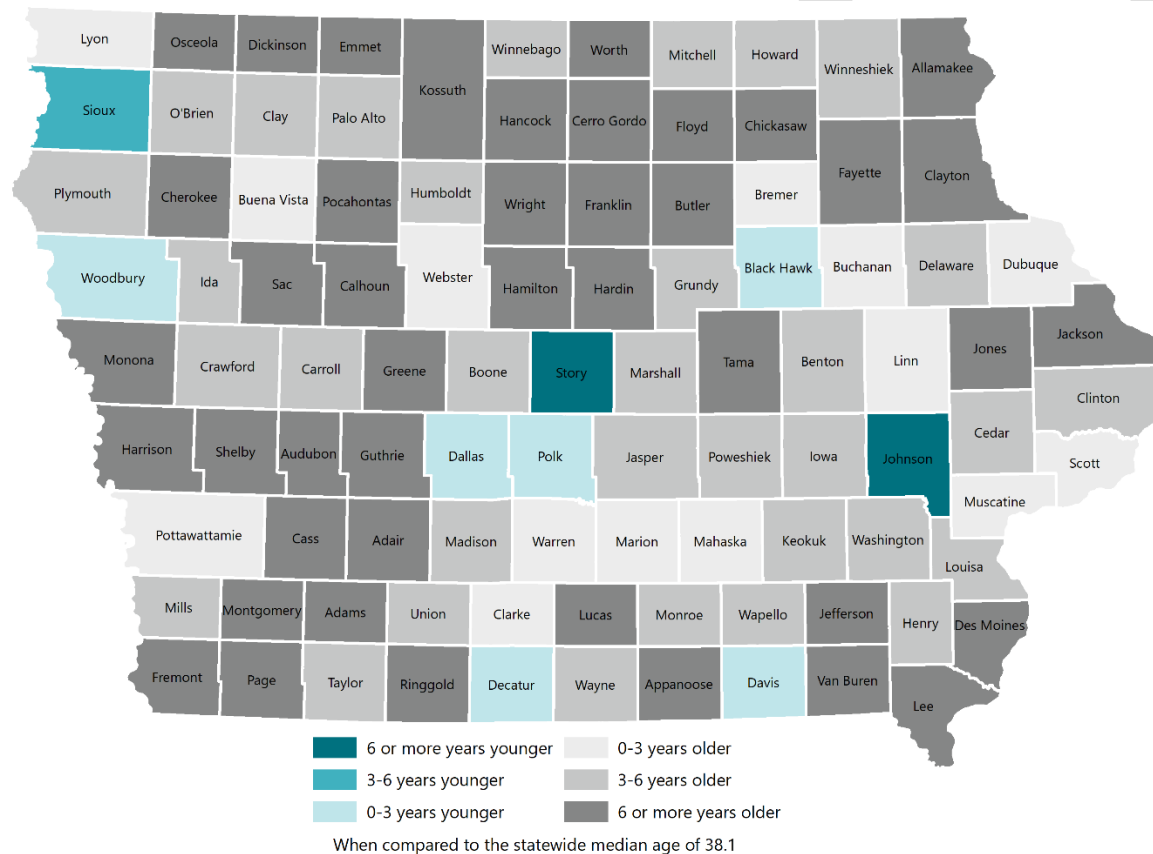 Lyon
Osceola
Dickinson
Emmet
Kossuth
Winnebago
Worth
Mitchell
Howard
Winneshiek
Allamakee
Sioux
O'Brien
Clay
Palo Alto
Hancock
Cerro Gordo
Floyd
Chickasaw
Fayette
Clayton
Plymouth
Cherokee
Buena Vista
Pocahontas
Humboldt
Wright
Franklin
Butler
Bremer
Woodbury
Ida
Sac
Calhoun
Webster
Hamilton
Hardin
Grundy
Black Hawk
Buchanan
Delaware
Dubuque
Monona
Crawford
Carroll
Greene
Boone
Story
Marshall
Tama
Benton
Linn
Jones
Jackson
Clinton
Harrison
Shelby
Audubon
Guthrie
Dallas
Polk
Jasper
Poweshiek
Iowa
Johnson
Cedar
Scott
Muscatine
Pottawattamie
Cass
Adair
Madison
Warren
Marion
Mahaska
Keokuk
Washington
Louisa
Mills
Montgomery
Adams
Union
Clarke
Lucas
Monroe
Wapello
Jefferson
Henry
Des Moines
Fremont
Page
Taylor
Ringgold
Decatur
Wayne
Appanoose
Davis
Van Buren
Lee
6 or more years younger
3-6 years younger
0-3 years younger
0-3 years older
3-6 years older
6 or more years older
When compared to the statewide median age of 38.1